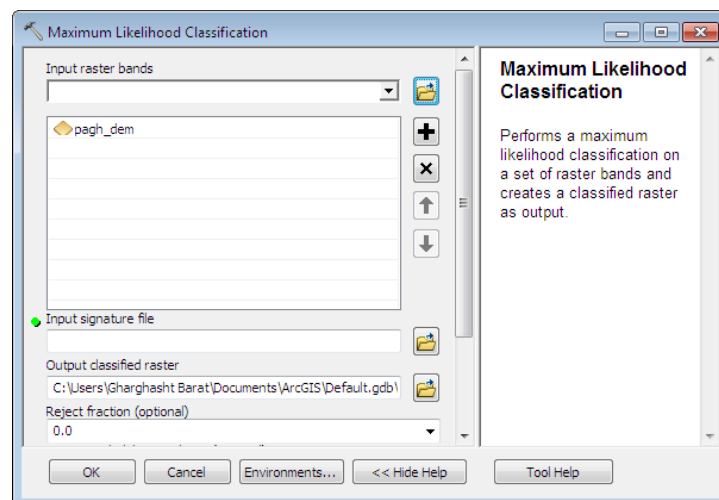 Maximum Likelihood Classification
Input raster bands
pagh_dem
Input signature file
Output classified raster
C:\Users\Gharghasht Barat\Documents\ArcGIS\Default.gdb\
Reject fraction (optional)
0.0
Maximum Likelihood
Classification
Performs a maximum
likelihood classification on
a set of raster bands and
creates a classified raster
as output.
OK
Cancel
Environments...
<< Hide Help
Tool Help